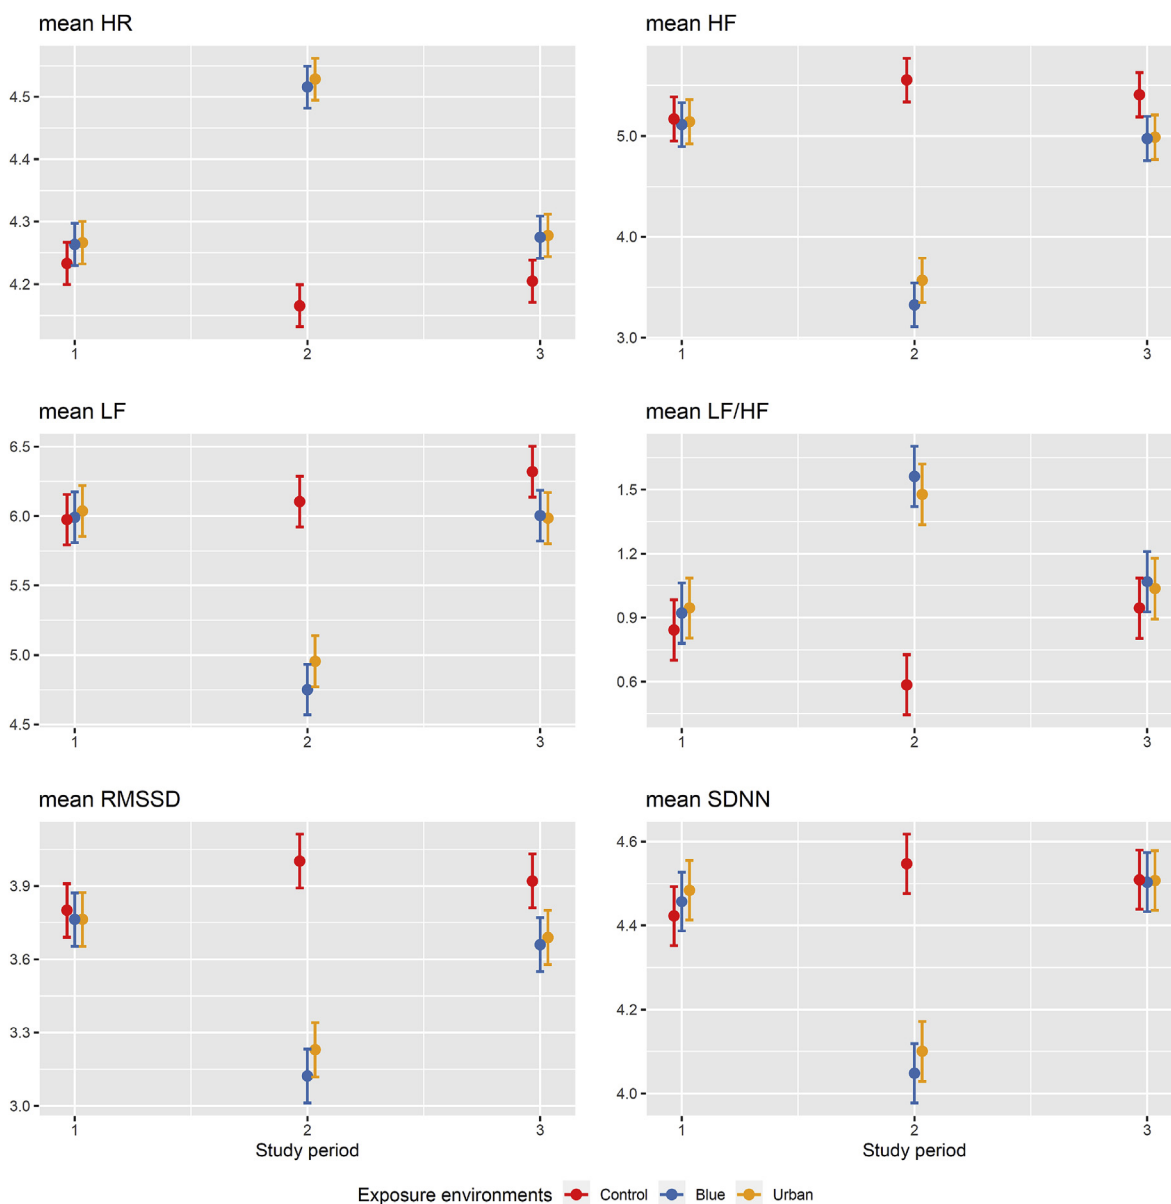 mean HR
4.5
4.4
4.3
4.2
1 2 3
mean HF
5.0
4.0
3.0
1 2 3
mean LF
6.5
6.0
5.5
5.0
4.5
1 2 3
mean LF/HF
1.5
1.2
0.9
0.6
1 2 3
mean RMSSD
3.9
3.6
3.3
3.0
1 2 3
Study period
mean SDNN
4.6
4.4
4.2
4.0
1 2 3
Study period
Exposure environments Control Blue Urban